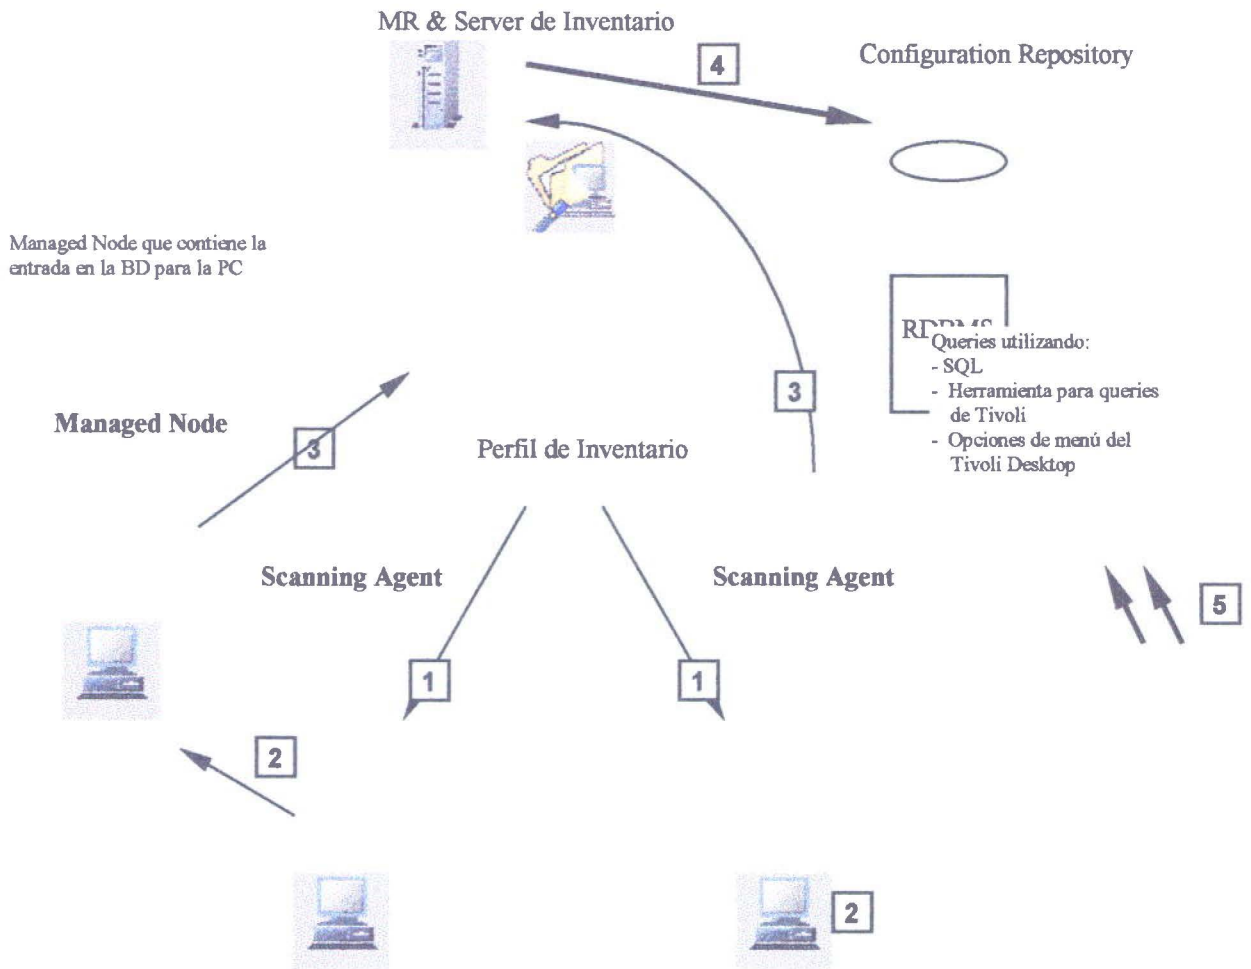 MR & Server de Inventario
4
Configuration Repository
Managed Node que contiene la
entrada en la BD para la PC
Queries utilizando:
- SQL
- Herramienta para queries
de Tivoli
- Opciones de menú del
Tivoli Desktop
3
Managed Node
3
Perfil de Inventario
Scanning Agent
Scanning Agent
5
1
1
2
2